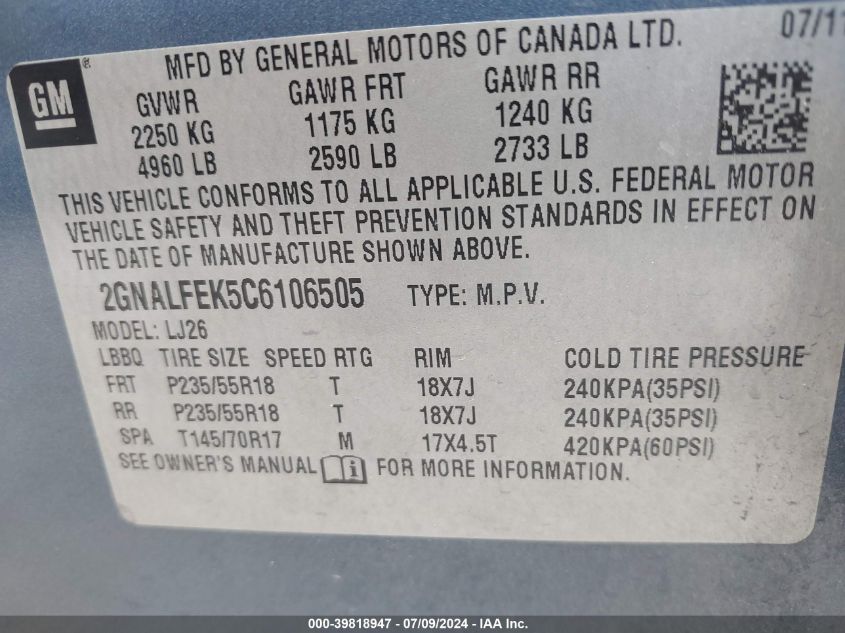 07/11
MFD BY GENERAL MOTORS OF CANADA LTD.
GM®
GVWR GAWR FRT GAWR RR
2250 KG 1175 KG 1240 KG
4960 LB 2590 LB 2733 LB
THIS VEHICLE CONFORMS TO ALL APPLICABLE U.S. FEDERAL MOTOR
VEHICLE SAFETY AND THEFT PREVENTION STANDARDS IN EFFECT ON
THE DATE OF MANUFACTURE SHOWN ABOVE.
2GNALFEK5C6106505 TYPE: M.P.V.
MODEL: LJ26
LBBQ TIRE SIZE SPEED RTG RIM COLD TIRE PRESSURE
FRT P235/55R18 T 18X7J 240KPA(35PSI)
RR P235/55R18 T 18X7J 240KPA(35PSI)
SPA T145/70R17 M 17X4.5T 420KPA(60PSI)
SEE OWNER'S MANUAL i FOR MORE INFORMATION.
000-39818947 - 07/09/2024 - IAA Inc.